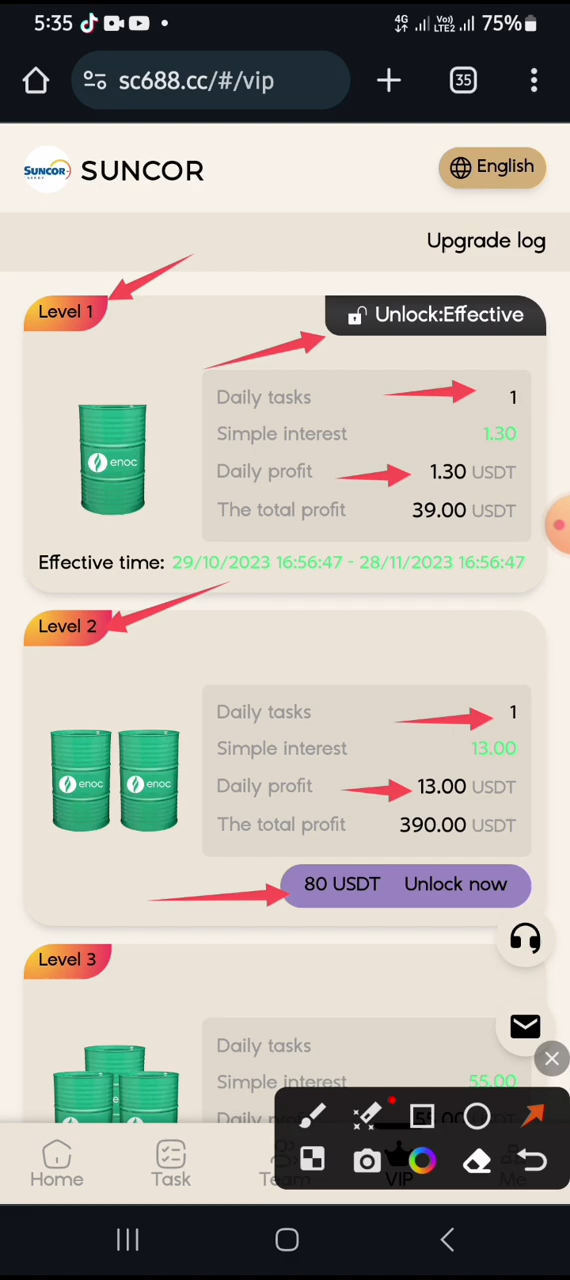 5:35
4G
Vo))
LTE2
75%
sc688.cc/#/vip
35
SUNCOR
SUNCOR
English
Upgrade log
Level 1
Unlock:Effective
Daily tasks 1
Simple interest 1.30
enoc
Daily profit 1.30 USDT
The total profit 39.00 USDT
Effective time: 29/10/2023 16:56:47 - 28/11/2023 16:56:47
Level 2
Daily tasks 1
Simple interest 13.00
enoc enoc
Daily profit 13.00 USDT
The total profit 390.00 USDT
80 USDT Unlock now
Level 3
Daily tasks
Simple interest 55.00
Home
Task
VIP